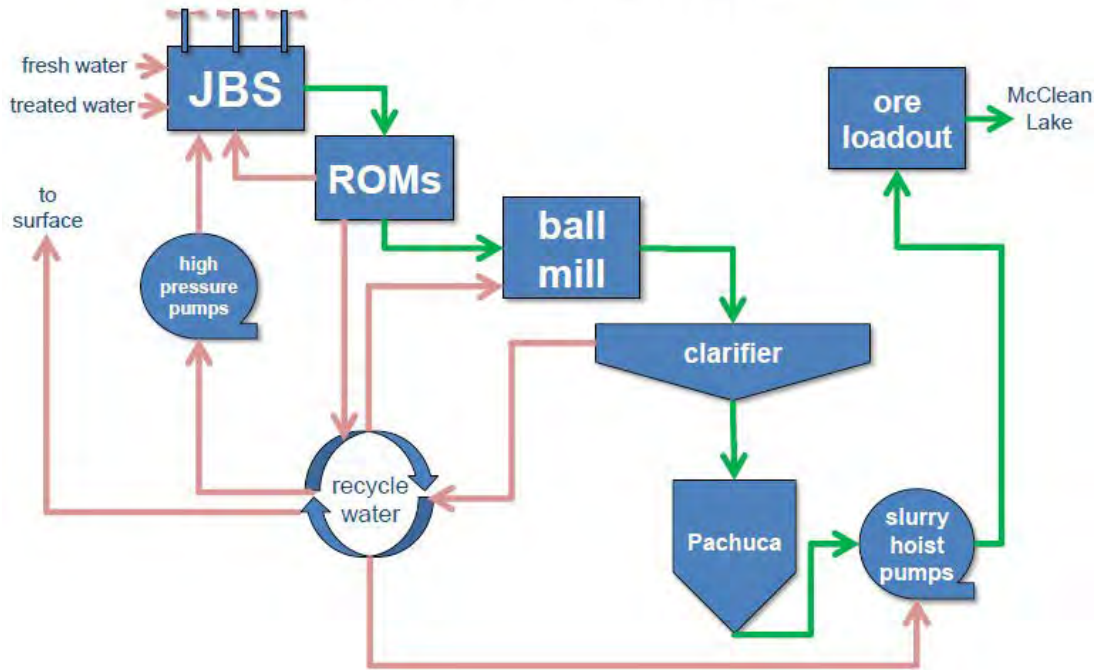 fresh water
JBS
treated water
ore
loadout
McClean
Lake
ROMs
to
surface
ball
mill
high
pressure
pumps
clarifier
recycle
water
Pachuca
slurry
hoist
pumps